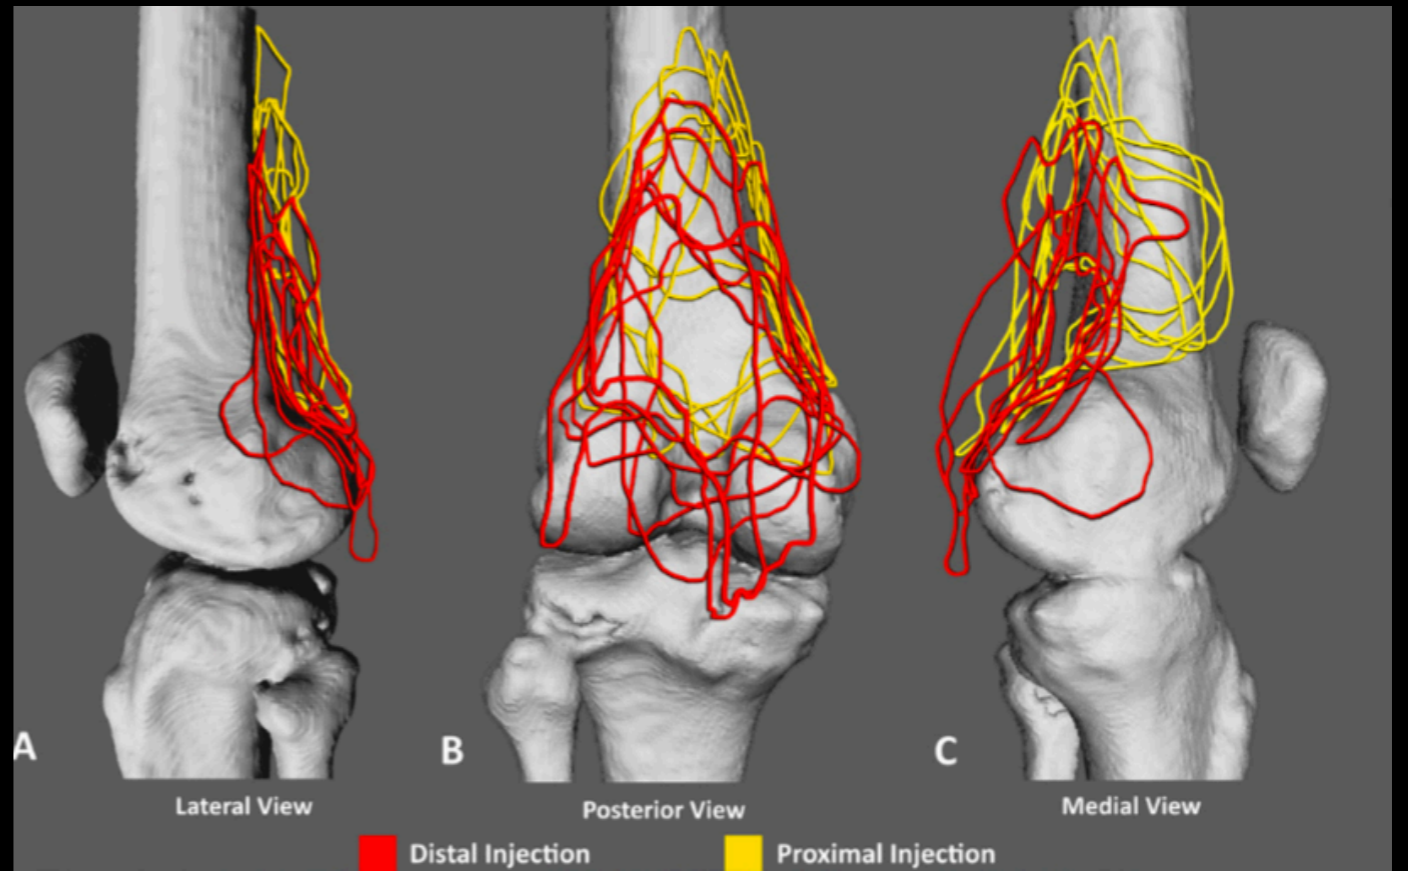 A
B
C
Lateral View
Posterior View
Medial View
Distal Injection
Proximal Injection